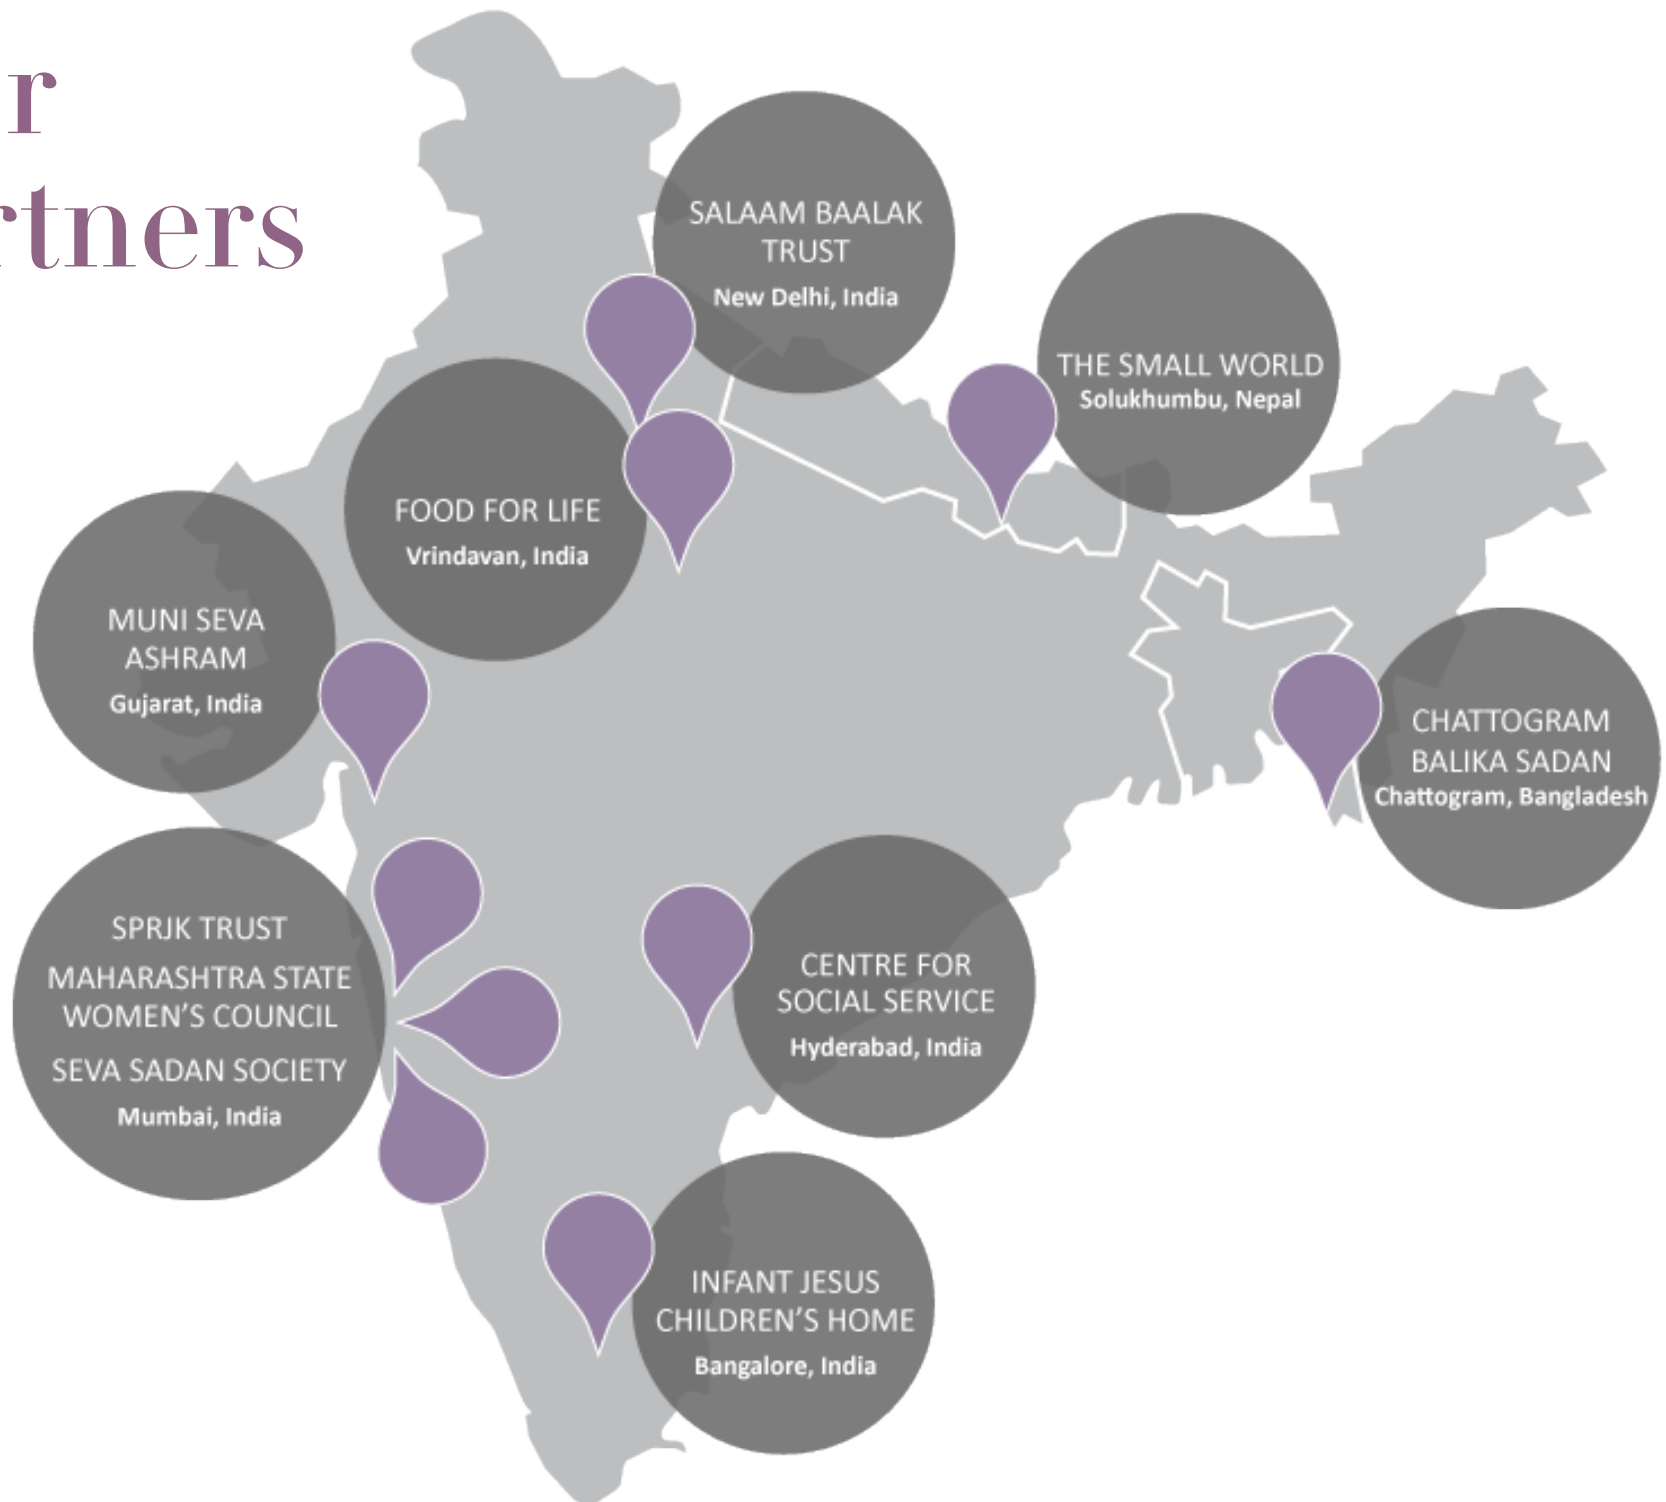 r
rtners
SALAAM BAALAK
TRUST
New Delhi, India
THE SMALL WORLD
Solukhumbu, Nepal
FOOD FOR LIFE
Vrindavan, India
MUNI SEVA
ASHRAM
Gujarat, India
CHATTOGRAM
BALIKA SADAN
Chattogram, Bangladesh
SPRJK TRUST
MAHARASHTRA STATE
WOMEN'S COUNCIL
SEVA SADAN SOCIETY
Mumbai, India
CENTRE FOR
SOCIAL SERVICE
Hyderabad, India
INFANT JESUS
CHILDREN'S HOME
Bangalore, India